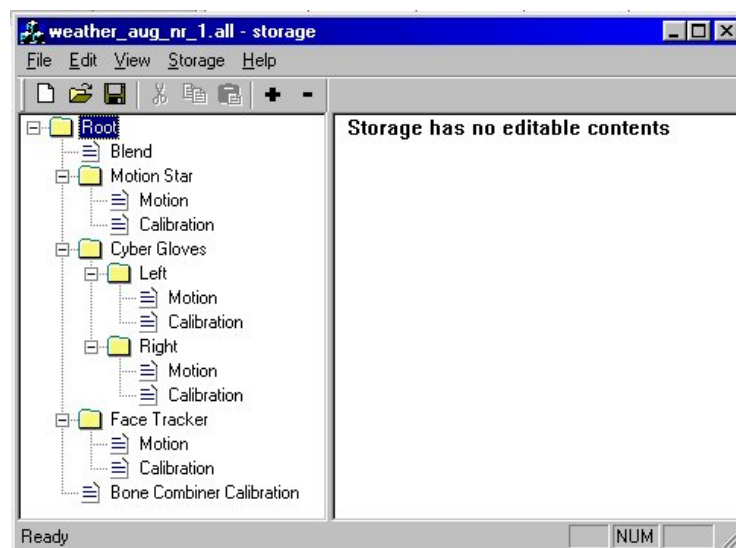 weather_aug_nr_1.all - storage
File Edit View Storage Help
Root
Blend
Motion Star
Motion
Calibration
Cyber Gloves
Left
Motion
Calibration
Right
Motion
Calibration
Face Tracker
Motion
Calibration
Bone Combiner Calibration
Storage has no editable contents
Ready
NUM